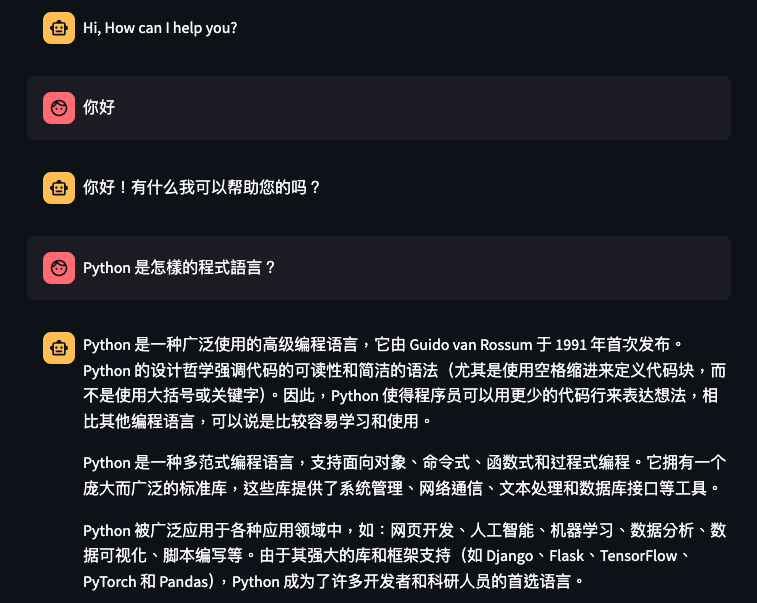 Hi, How can I help you?
你好
你好！有什么我可以帮助您的吗？
Python 是怎樣的程式語言？
Python 是一种广泛使用的高级编程语言，它由 Guido van Rossum 于 1991 年首次发布。
Python 的设计哲学强调代码的可读性和简洁的语法（尤其是使用空格缩进来定义代码块，而
不是使用大括号或关键字）。因此，Python 使得程序员可以用更少的代码行来表达想法，相
比其他编程语言，可以说是比较容易学习和使用。
Python 是一种多范式编程语言，支持面向对象、命令式、函数式和过程式编程。它拥有一个
庞大而广泛的标准库，这些库提供了系统管理、网络通信、文本处理和数据库接口等工具。
Python 被广泛应用于各种应用领域中，如：网页开发、人工智能、机器学习、数据分析、数
据可视化、脚本编写等。由于其强大的库和框架支持（如 Django、Flask、TensorFlow、
PyTorch 和 Pandas），Python 成为了许多开发者和科研人员的首选语言。